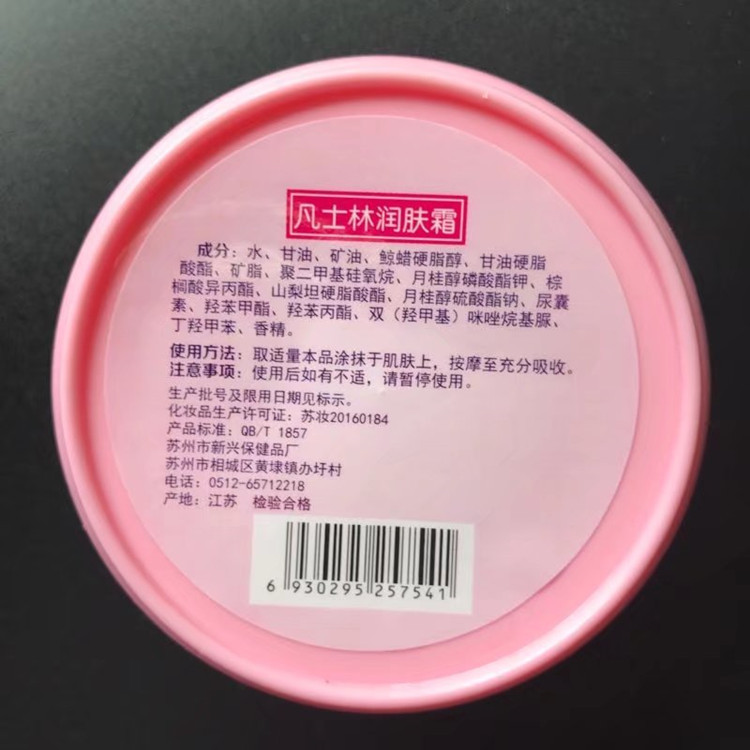 凡士林润肤霜
成分：水、甘油、矿油、鲸蜡硬脂醇、甘油硬脂
酸酯、矿脂、聚二甲基硅氧烷、月桂醇磷酸酯钾、棕
榈酸异丙酯、山梨坦硬脂酸酯、月桂醇硫酸酯钠、尿囊
素、羟苯甲酯、羟苯丙酯、双（羟甲基）咪唑烷基脲、
丁羟甲苯、香精。
使用方法：取适量本品涂抹于肌肤上，按摩至充分吸收。
注意事项：使用后如有不适，请暂停使用。
生产批号及限用日期见标示。
化妆品生产许可证：苏妆20160184
产品标准：QB/T 1857
苏州市新兴保健品厂
苏州市相城区黄埭镇办圩村
电话：0512-65712218
产地：江苏 检验合格
6 930295 257541